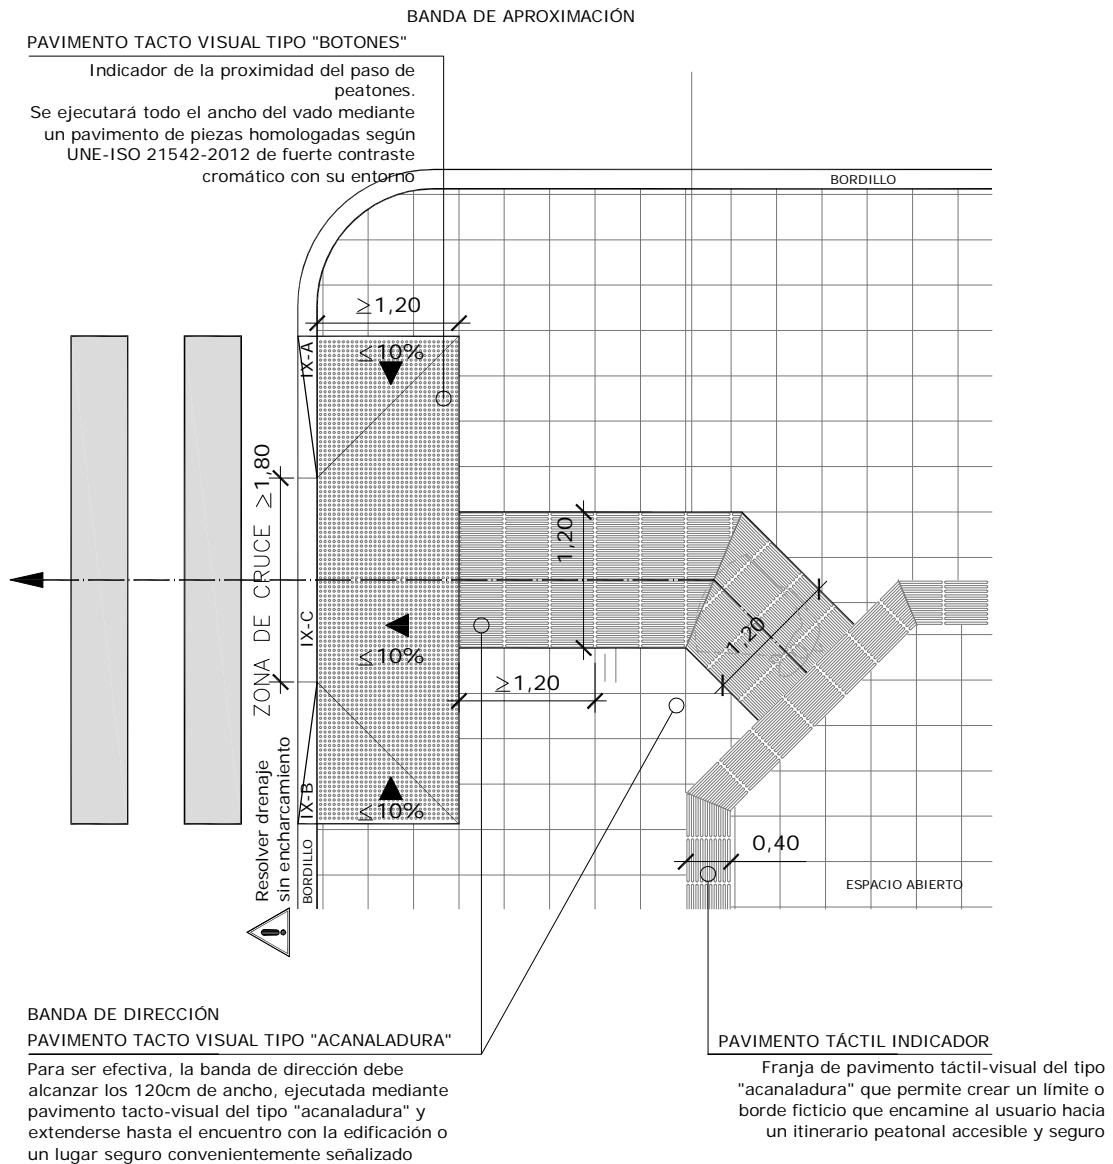 BANDA DE APROXIMACIÓN
PAVIMENTO TACTO VISUAL TIPO "BOTONES"
Indicador de la proximidad del paso de
peatones.
Se ejecutará todo el ancho del vado mediante
un pavimento de piezas homologadas según
UNE-ISO 21542-2012 de fuerte contraste
cromático con su entorno
BORDILLO
≥1,20
IX-A
≤10%
ZONA DE CRUCE ≥1,80
1,20
IX-C
≤10%
1,20
≥1,20
IX-B
≤10%
Resolver drenaje
sin encharcamiento
BORDILLO
0,40
ESPACIO ABIERTO
BANDA DE DIRECCIÓN
PAVIMENTO TACTO VISUAL TIPO "ACANALADURA"
Para ser efectiva, la banda de dirección debe
alcanzar los 120cm de ancho, ejecutada mediante
pavimento tacto-visual del tipo "acanaladura" y
extenderse hasta el encuentro con la edificación o
un lugar seguro convenientemente señalizado
PAVIMENTO TÁCTIL INDICADOR
Franja de pavimento táctil-visual del tipo
"acanaladura" que permite crear un límite o
borde ficticio que encamine al usuario hacia
un itinerario peatonal accesible y seguro